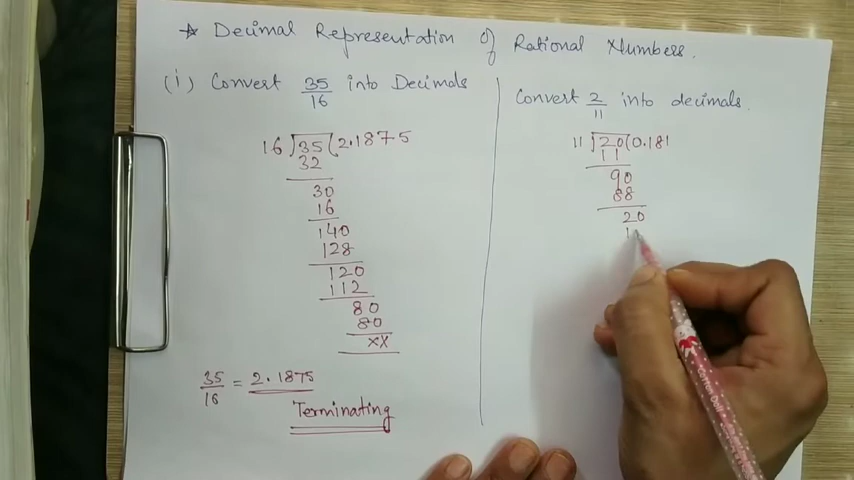 * Decimal Representation of Rational Numbers.
(i) Convert 35/16 into Decimals
16)35(2.1875
32
30
16
140
128
120
112
80
80
xx
35/16 = 2.1875
Terminating
Convert 2/11 into decimals.
11)20(0.181
11
90
88
20
1